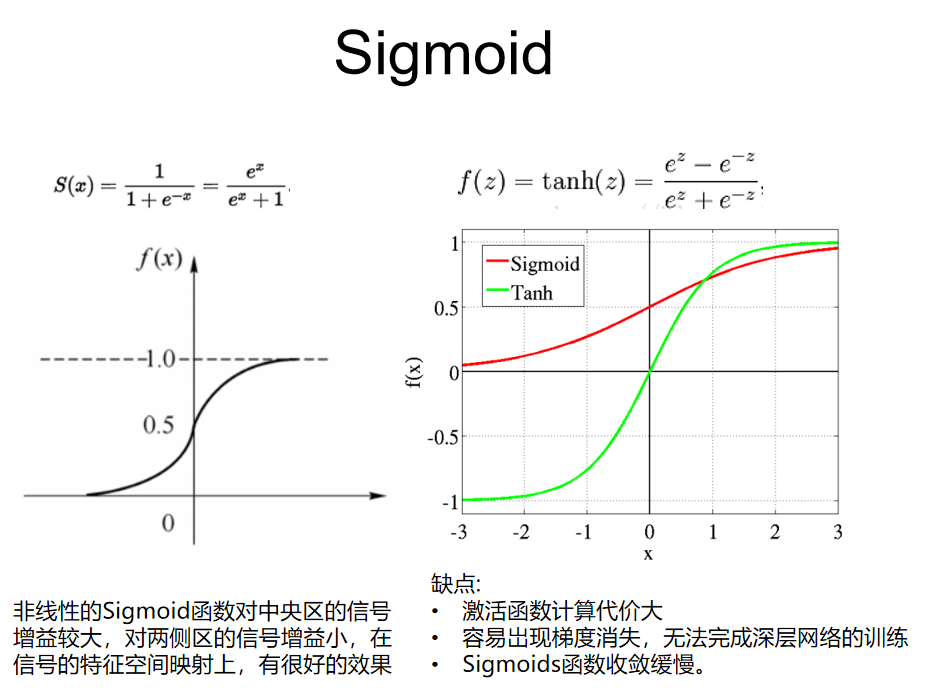 Sigmoid
S(x) = 1 / (1 + e^{-x}) = e^x / (e^x + 1).
f(z) = tanh(z) = (e^z − e^{−z}) / (e^z + e^{−z}),
f(x)
1.0
0.5
0
1
0.5
0
-0.5
-1
f(x)
Sigmoid
Tanh
-3 -2 -1 0 1 2 3
x
非线性的Sigmoid函数对中央区的信号
增益较大，对两侧区的信号增益小，在
信号的特征空间映射上，有很好的效果
缺点:
• 激活函数计算代价大
• 容易出现梯度消失，无法完成深层网络的训练
• Sigmoids函数收敛缓慢。